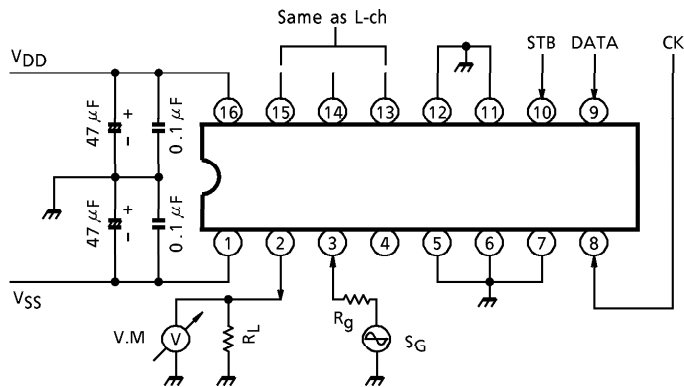 Same as L-ch
VDD
STB DATA CK
47 μF + - 0.1 μF
16 15 14 13 12 11 10 9
47 μF + - 0.1 μF
1 2 3 4 5 6 7 8
VSS
V.M V RL Rg SG